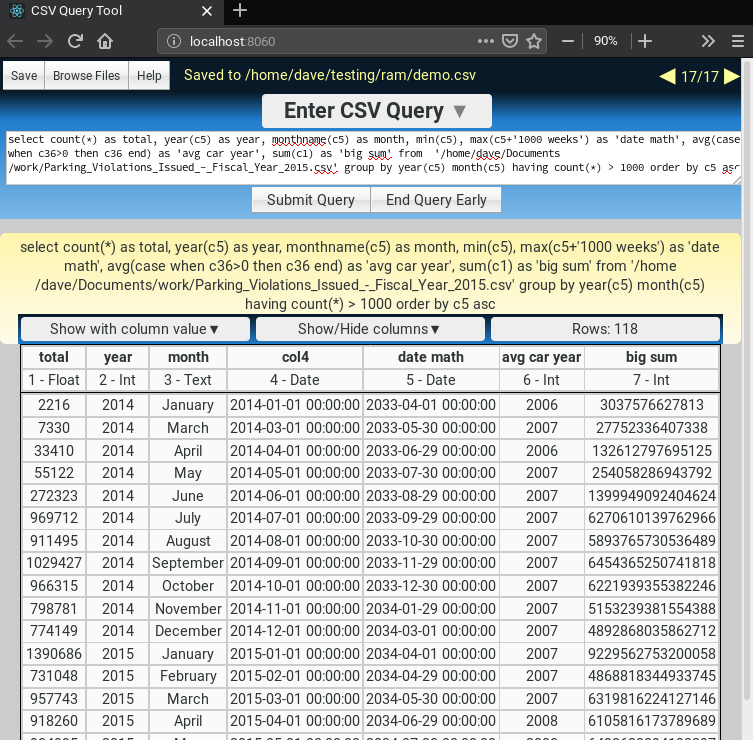 CSV Query Tool
localhost:8060
90%
Save Browse Files Help Saved to /home/dave/testing/ram/demo.csv 17/17
Enter CSV Query ▼
select count(*) as total, year(c5) as year, monthname(c5) as month, min(c5), max(c5+'1000 weeks') as 'date math', avg(case
when c36>0 then c36 end) as 'avg car year', sum(c1) as 'big sum' from '/home/dave/Documents
/work/Parking_Violations_Issued_-_Fiscal_Year_2015.csv' group by year(c5) month(c5) having count(*) > 1000 order by c5 asc
Submit Query End Query Early
select count(*) as total, year(c5) as year, monthname(c5) as month, min(c5), max(c5+'1000 weeks') as 'date
math', avg(case when c36>0 then c36 end) as 'avg car year', sum(c1) as 'big sum' from '/home
/dave/Documents/work/Parking_Violations_Issued_-_Fiscal_Year_2015.csv' group by year(c5) month(c5)
having count(*) > 1000 order by c5 asc
Show with column value▼ Show/Hide columns▼ Rows: 118
total year month col4 date math avg car year big sum
1 - Float 2 - Int 3 - Text 4 - Date 5 - Date 6 - Int 7 - Int
2216 2014 January 2014-01-01 00:00:00 2033-04-01 00:00:00 2006 3037576627813
7330 2014 March 2014-03-01 00:00:00 2033-05-30 00:00:00 2007 27752336407338
33410 2014 April 2014-04-01 00:00:00 2033-06-29 00:00:00 2006 132612797695125
55122 2014 May 2014-05-01 00:00:00 2033-07-30 00:00:00 2007 254058286943792
272323 2014 June 2014-06-01 00:00:00 2033-08-29 00:00:00 2007 1399949092404624
969712 2014 July 2014-07-01 00:00:00 2033-09-29 00:00:00 2007 6270610139762966
911495 2014 August 2014-08-01 00:00:00 2033-10-30 00:00:00 2007 5893765730536489
1029427 2014 September 2014-09-01 00:00:00 2033-11-29 00:00:00 2007 6454365250741818
966315 2014 October 2014-10-01 00:00:00 2033-12-30 00:00:00 2007 6221939355382246
798781 2014 November 2014-11-01 00:00:00 2034-01-29 00:00:00 2007 5153239381554388
774149 2014 December 2014-12-01 00:00:00 2034-03-01 00:00:00 2007 4892868035862712
1390686 2015 January 2015-01-01 00:00:00 2034-04-01 00:00:00 2007 9229562753200058
731048 2015 February 2015-02-01 00:00:00 2034-04-29 00:00:00 2007 4868818344933745
957743 2015 March 2015-03-01 00:00:00 2034-05-30 00:00:00 2007 6319816224127146
918260 2015 April 2015-04-01 00:00:00 2034-06-29 00:00:00 2008 6105816173789689